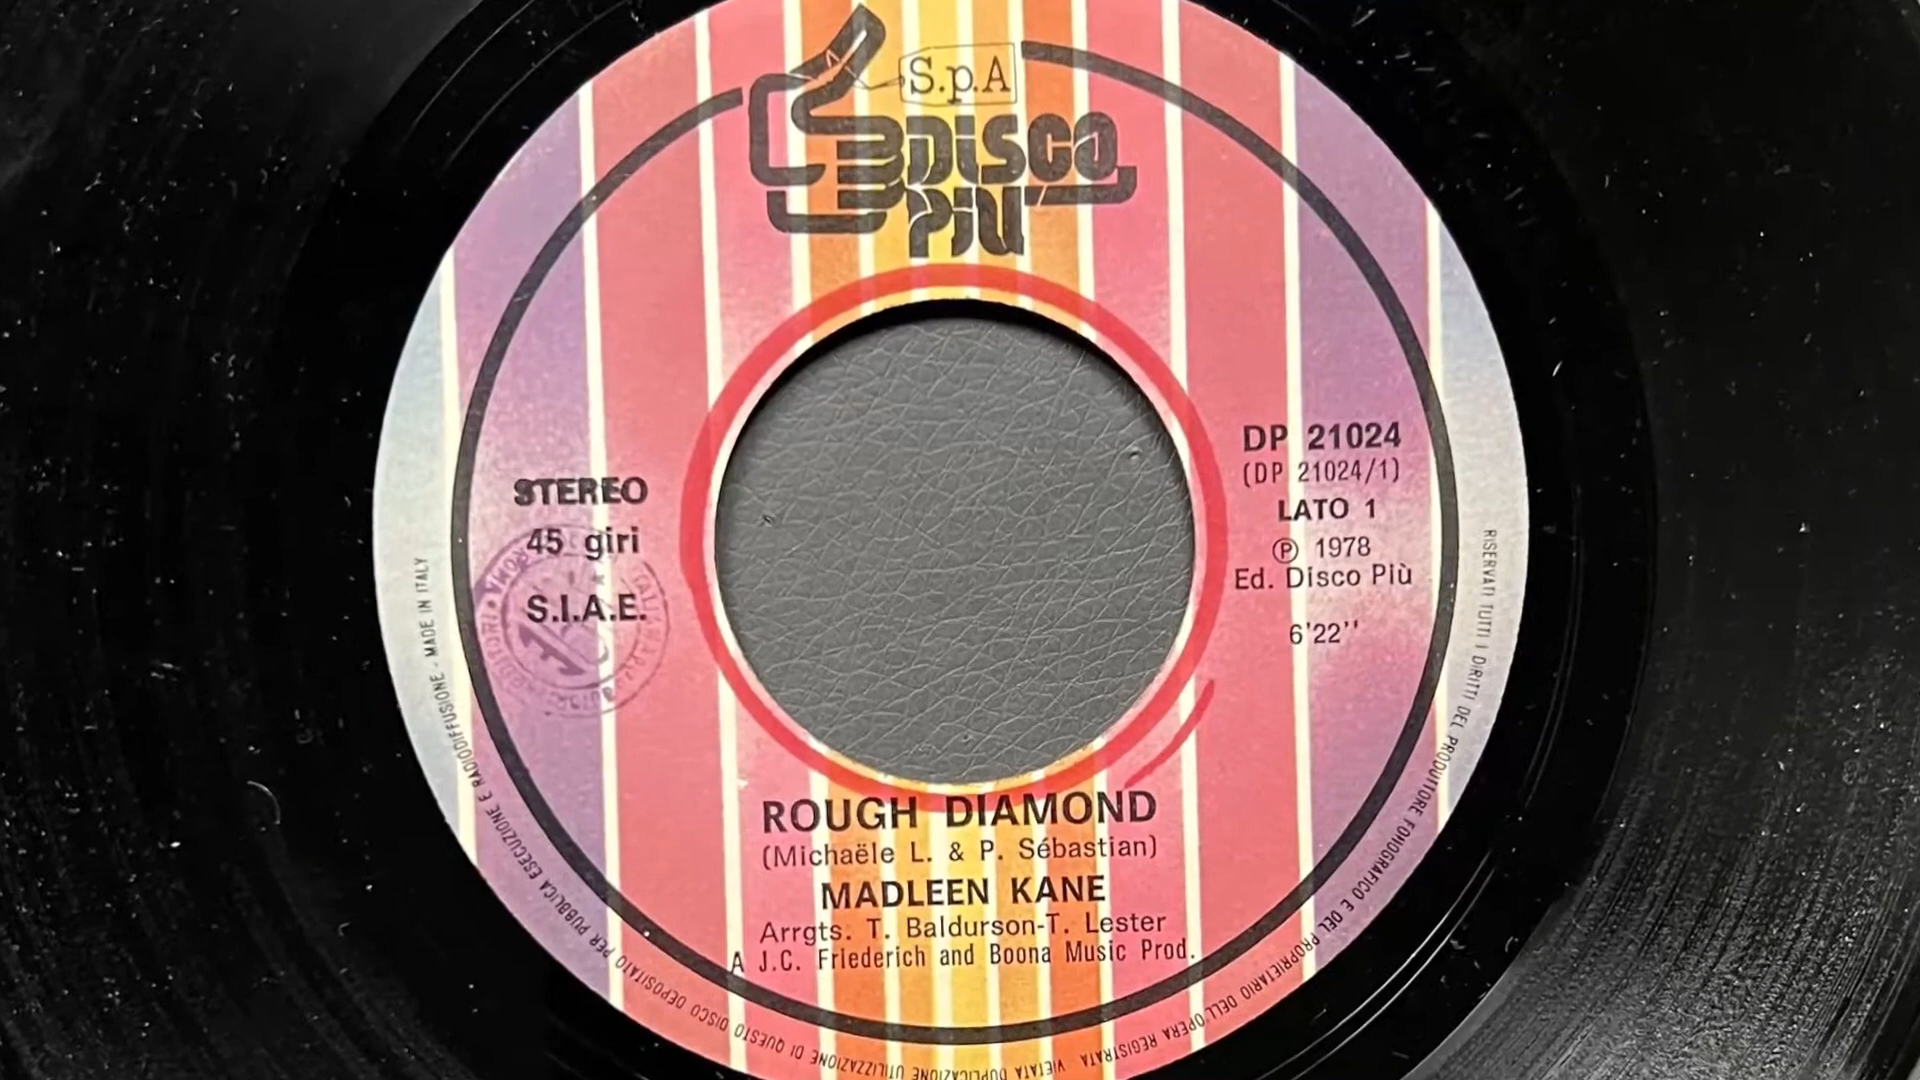 S.p.A
DISCO
PIÙ
STEREO
45 giri
S.I.A.E.
DP 21024
(DP 21024/1)
LATO 1
Ⓟ 1978
Ed. Disco Più
6'22''
ROUGH DIAMOND
(Michaële L. & P. Sébastian)
MADLEEN KANE
Arrgts. T. Baldurson-T. Lester
A J.C. Friederich and Boona Music Prod.
RISERVATI TUTTI I DIRITTI DEL PRODUTTORE FONOGRAFICO E DEL PROPRIETARIO DELL'OPERA REGISTRATA VIETATA DUPLICAZIONE UTILIZZAZIONE DI QUESTO DISCO DEPOSITATO PER PUBBLICA ESECUZIONE E RADIODIFFUSIONE - MADE IN ITALY
ROMA